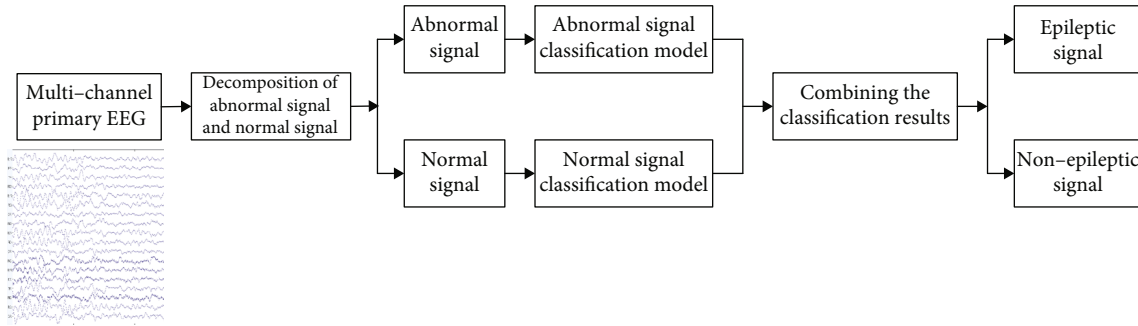 Multi–channel
primary EEG
Decomposition of
abnormal signal
and normal signal
Abnormal
signal
Abnormal signal
classification model
Normal
signal
Normal signal
classification model
Combining the
classification results
Epileptic
signal
Non–epileptic
signal